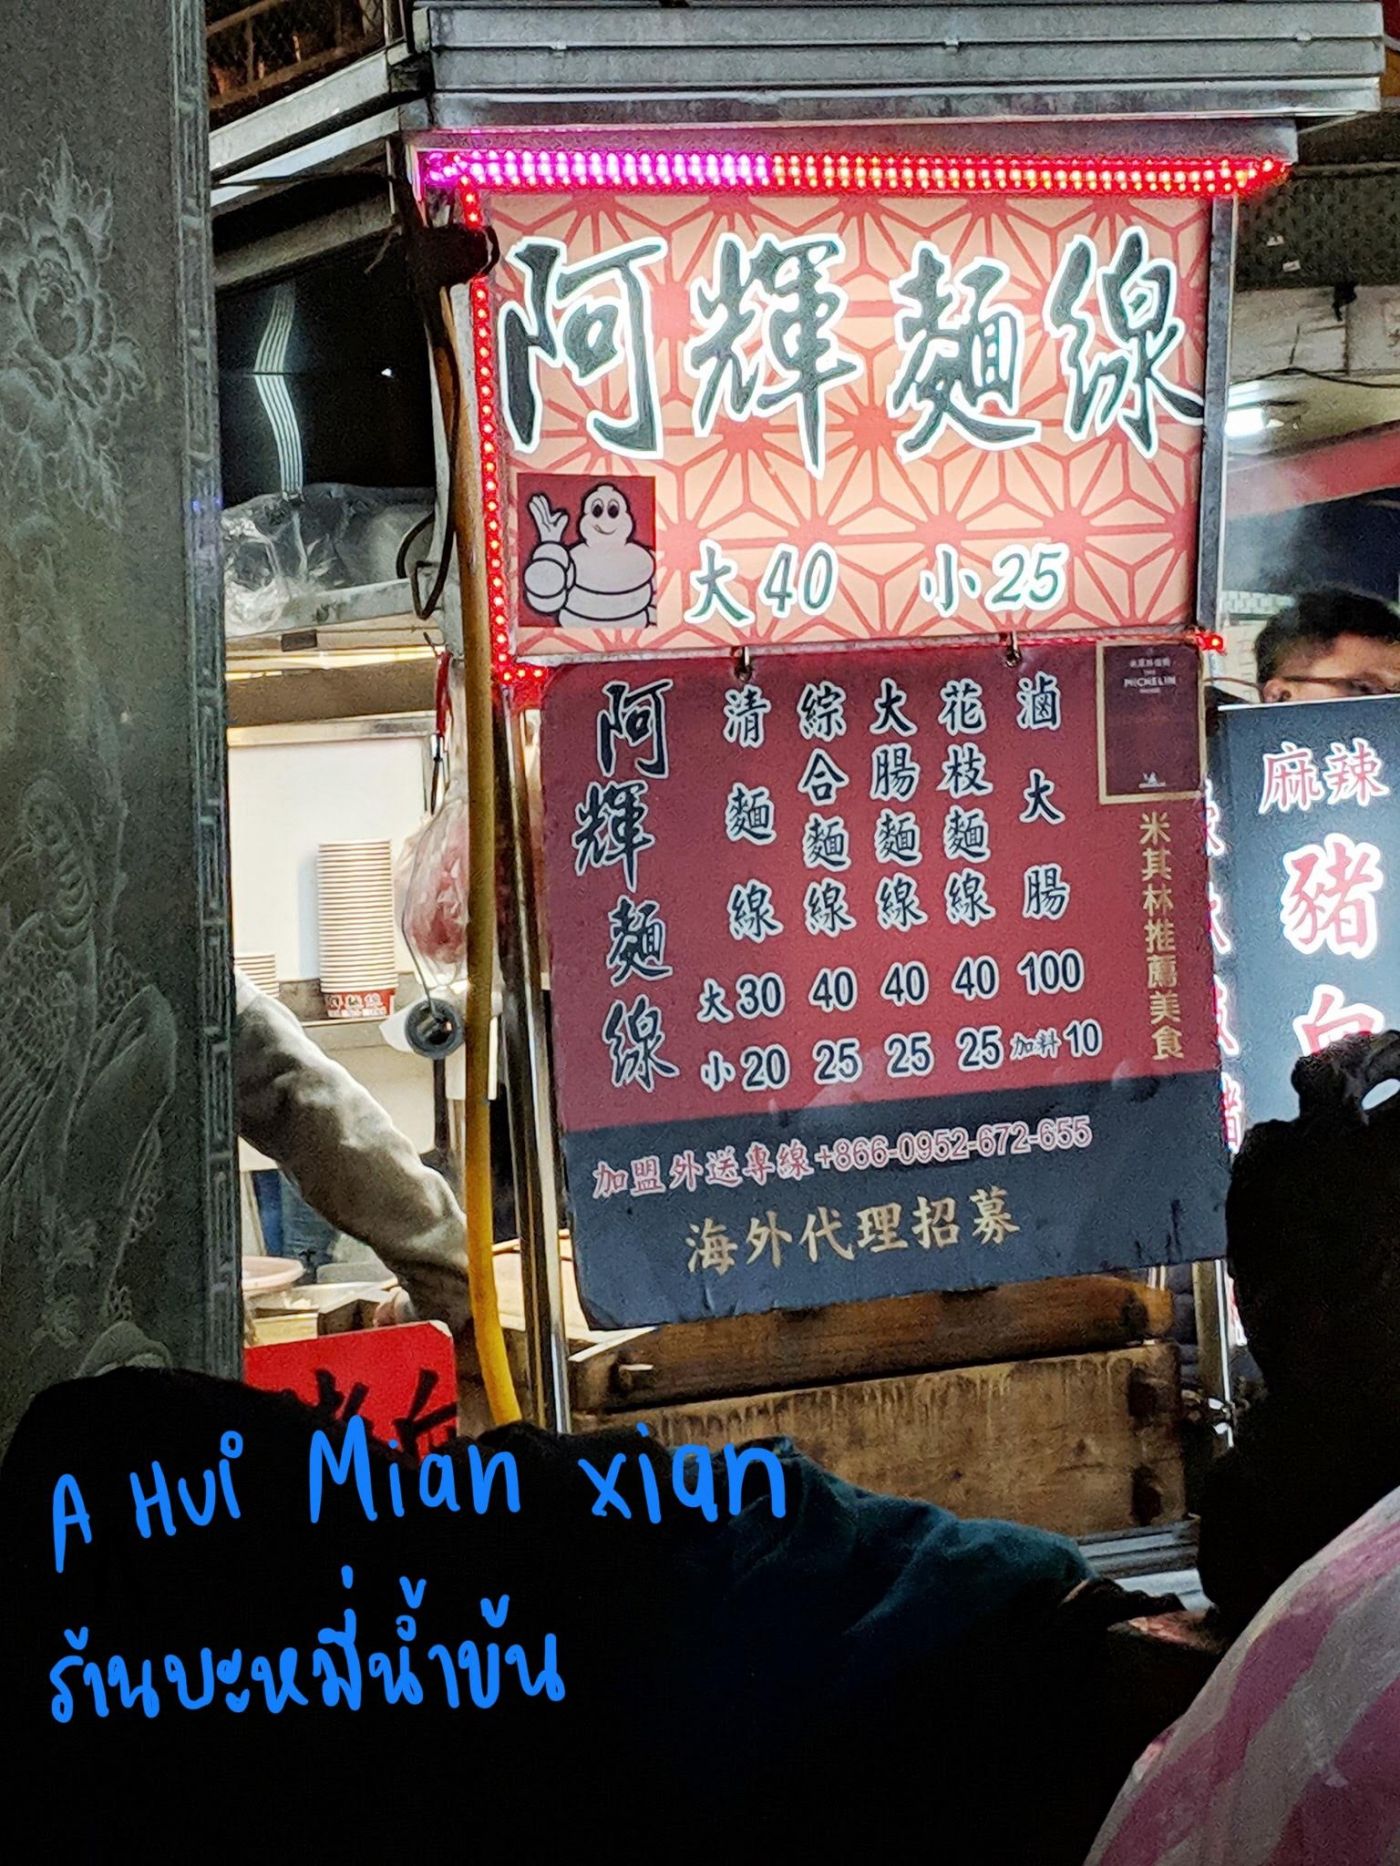 阿輝麵線
大40 小25
阿輝麵線
清麵線 大30 小20
綜合麵線 40 25
大腸麵線 40 25
花枝麵線 40 25
滷大腸 100 加料10
MICHELIN
米其林推薦美食
加盟外送專線+866-0952-672-655
海外代理招募
麻辣
豬
A Hui Mian xian
ร้านบะหมี่น้ำข้น